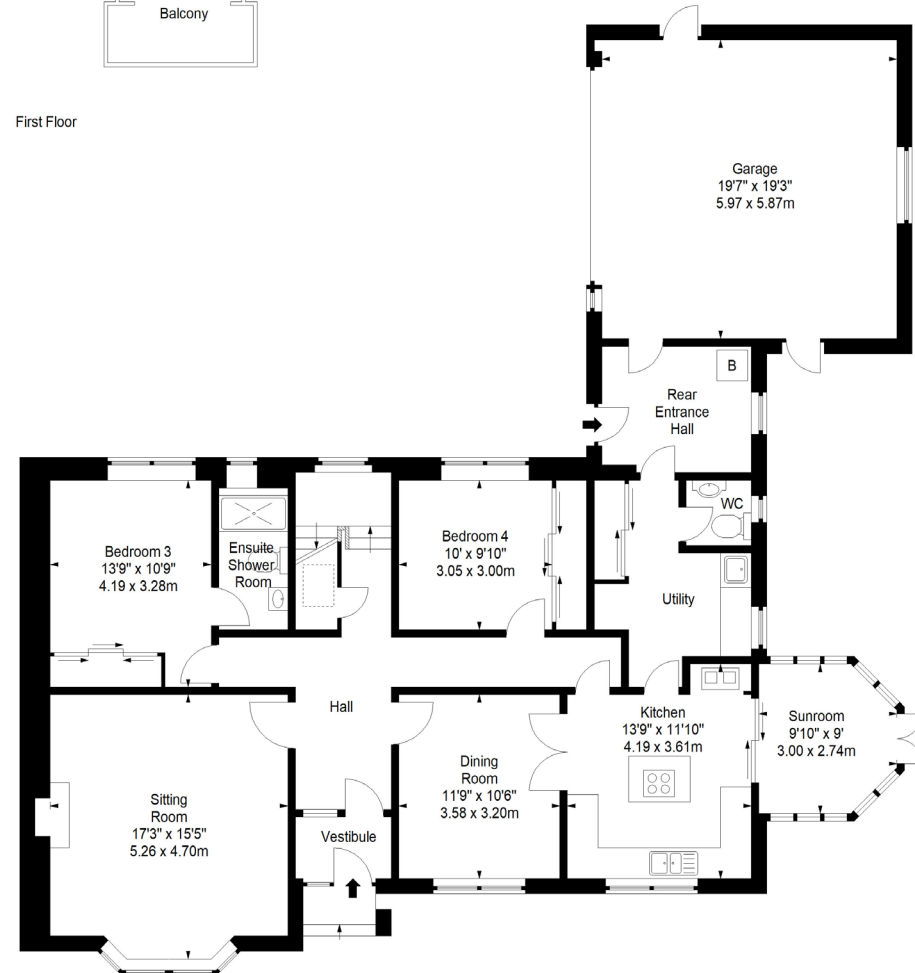 Balcony
First Floor
Garage
19'7" x 19'3"
5.97 x 5.87m
B
Rear
Entrance
Hall
WC
Bedroom 3
13'9" x 10'9"
4.19 x 3.28m
Ensuite
Shower
Room
Bedroom 4
10' x 9'10"
3.05 x 3.00m
Utility
Hall
Kitchen
13'9" x 11'10"
4.19 x 3.61m
Sunroom
9'10" x 9'
3.00 x 2.74m
Dining
Room
11'9" x 10'6"
3.58 x 3.20m
Sitting
Room
17'3" x 15'5"
5.26 x 4.70m
Vestibule